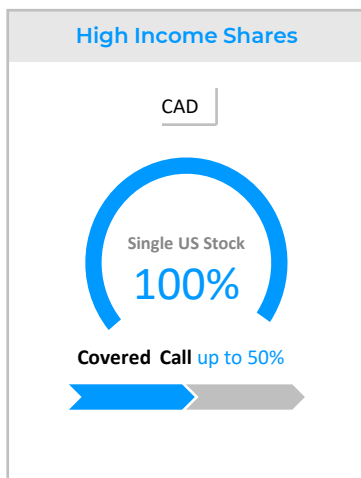 High Income Shares
CAD
Single US Stock
100%
Covered Call up to 50%